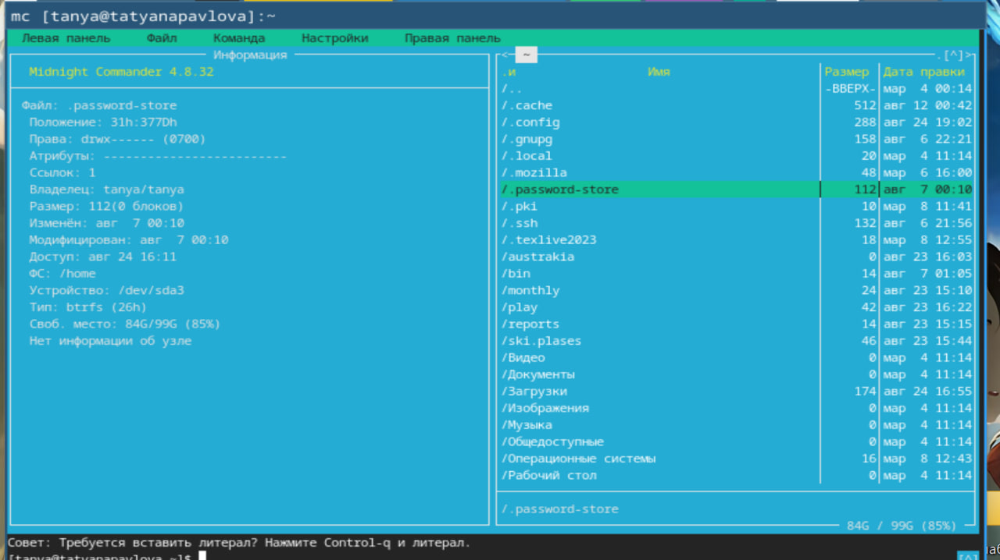 mc [tanya@tatyanapavlova]:~
Левая панель Файл Команда Настройки Правая панель
Информация
Midnight Commander 4.8.32
Файл: .password-store
Положение: 31h:377Dh
Права: drwx------ (0700)
Атрибуты: -------------------------
Ссылок: 1
Владелец: tanya/tanya
Размер: 112(0 блоков)
Изменён: авг 7 00:10
Модифицирован: авг 7 00:10
Доступ: авг 24 16:11
ФС: /home
Устройство: /dev/sda3
Тип: btrfs (26h)
Своб. место: 84G/99G (85%)
Нет информации об узле
<- ~ .[^]>
.и Имя Размер Дата правки
/.. -ВВЕРХ- мар 4 00:14
/.cache 512 авг 12 00:42
/.config 288 авг 24 19:02
/.gnupg 158 авг 6 22:21
/.local 20 мар 4 11:14
/.mozilla 48 мар 6 16:00
/.password-store 112 авг 7 00:10
/.pki 10 мар 8 11:41
/.ssh 132 авг 6 21:56
/.texlive2023 18 мар 8 12:55
/austrakia 0 авг 23 16:03
/bin 14 авг 7 01:05
/monthly 24 авг 23 15:10
/play 42 авг 23 16:22
/reports 14 авг 23 15:15
/ski.plases 46 авг 23 15:44
/Видео 0 мар 4 11:14
/Документы 0 мар 4 11:14
/Загрузки 174 авг 24 16:55
/Изображения 0 мар 4 11:14
/Музыка 0 мар 4 11:14
/Общедоступные 0 мар 4 11:14
/Операционные системы 16 мар 8 12:43
/Рабочий стол 0 мар 4 11:14
/.password-store
84G / 99G (85%)
Совет: Требуется вставить литерал? Нажмите Control-q и литерал.
[tanya@tatyanapavlova ~]$
[^]